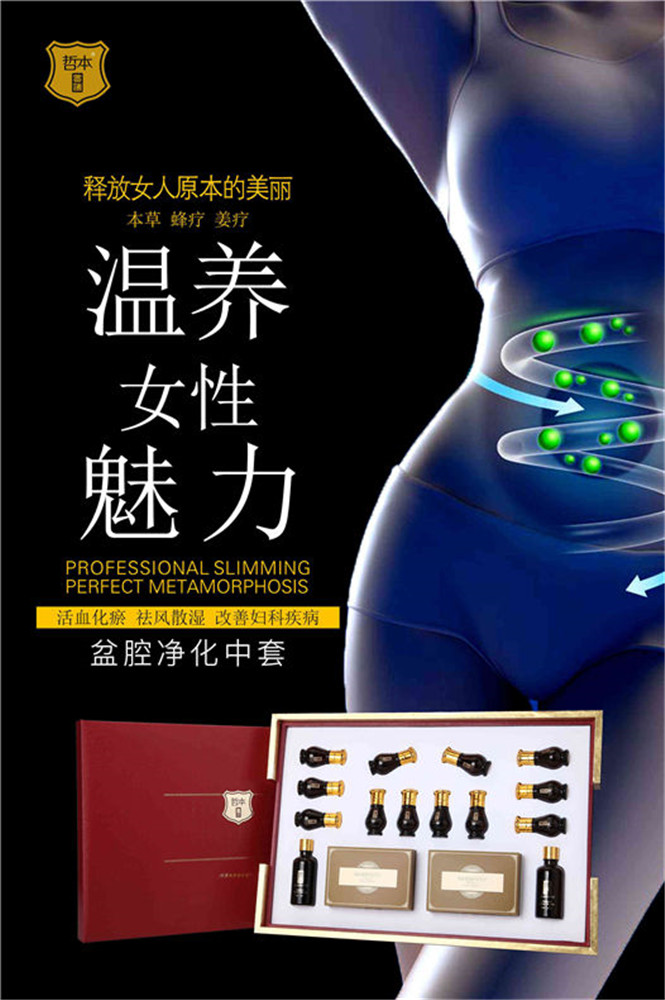 哲本
释放女人原本的美丽
本草 蜂疗 姜疗
温养
女性
魅力
PROFESSIONAL SLIMMING
PERFECT METAMORPHOSIS
活血化瘀 祛风散湿 改善妇科疾病
盆腔净化中套
哲本